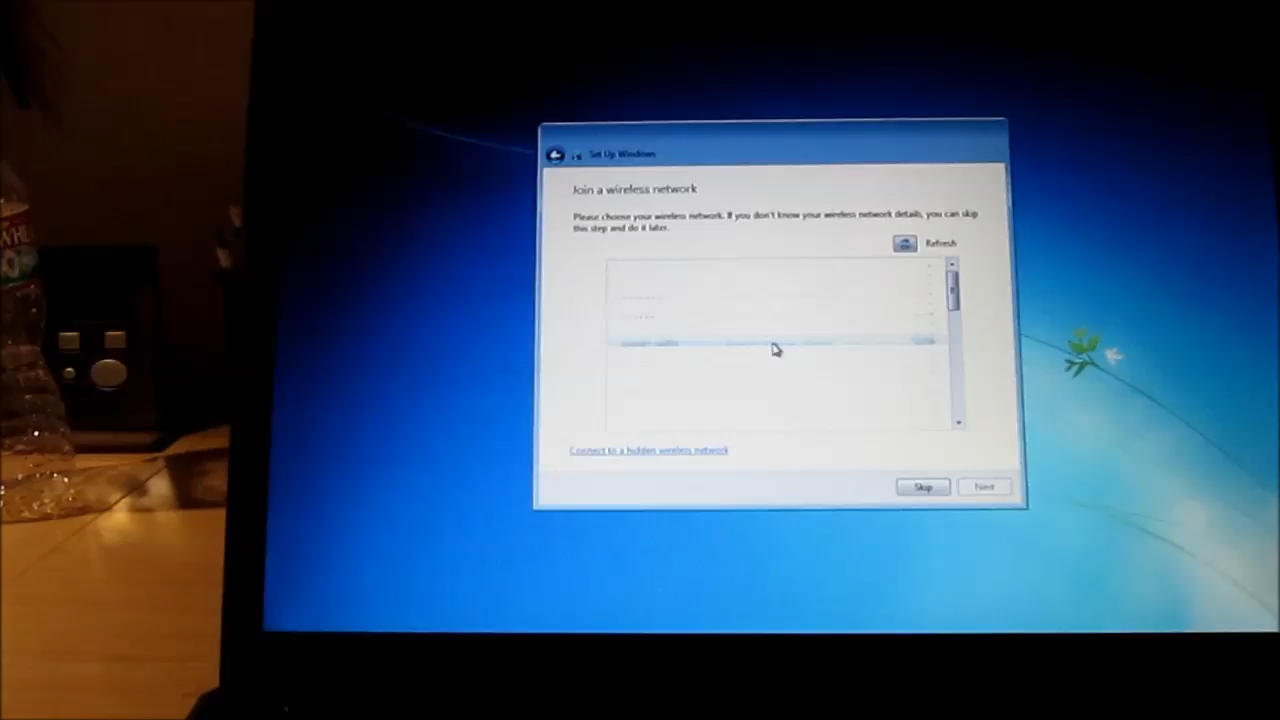 Set Up Windows
Join a wireless network
Please choose your wireless network. If you don't know your wireless network details, you can skip
this step and do it later.
Refresh
Connect to a hidden wireless network
Skip
Next